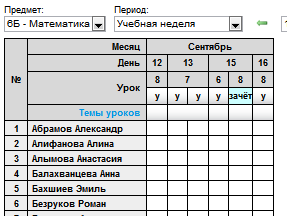 Предмет: Период:
6Б - Математика Учебная неделя
Месяц Сентябрь
День 12 13 15 16
№ Урок 8 7 6 8 8
у у у у зачёт у
Темы уроков
1 Абрамов Александр
2 Алифанова Алина
3 Алымова Анастасия
4 Балахванцева Анна
5 Бахшиев Эмиль
6 Безруков Роман